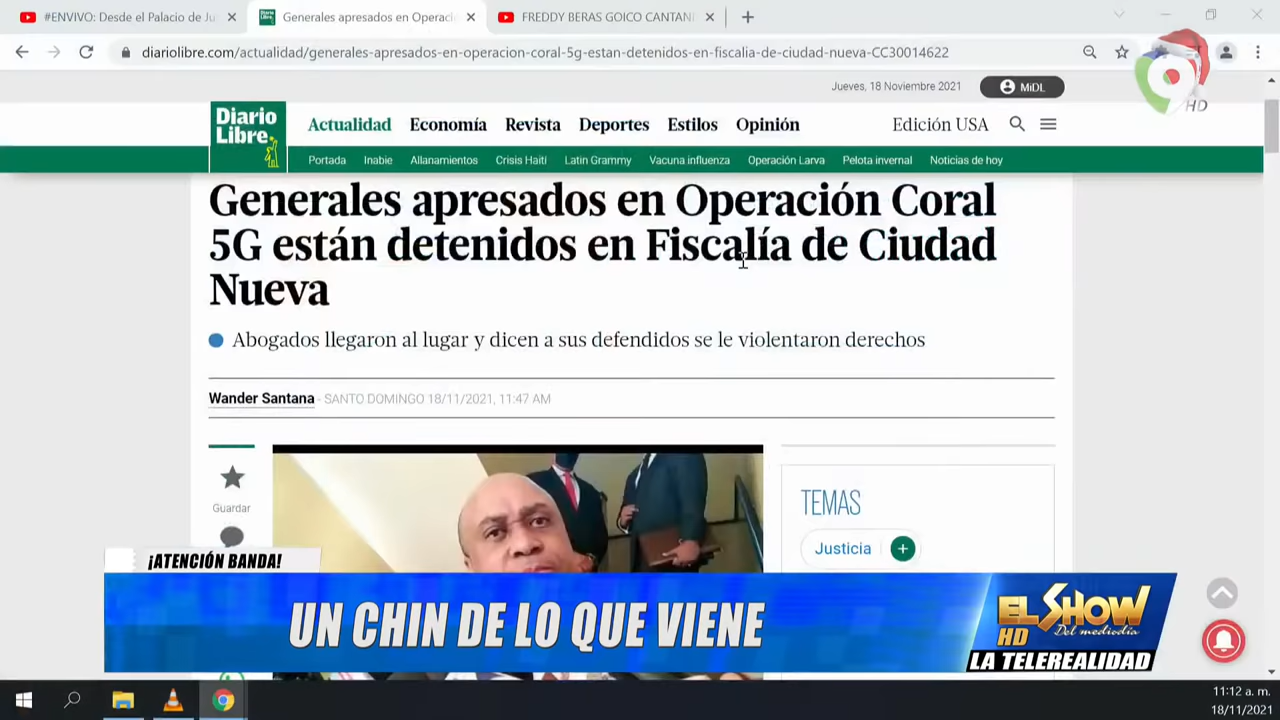 #ENVIVO: Desde el Palacio de Ju
Generales apresados en Operaci
FREDDY BERAS GOICO CANTAN
diariolibre.com/actualidad/generales-apresados-en-operacion-coral-5g-estan-detenidos-en-fiscalia-de-ciudad-nueva-CC30014622
HD
Jueves, 18 Noviembre 2021
MiDL
Diario
Libre
Actualidad Economía Revista Deportes Estilos Opinión Edición USA
Portada Inabie Allanamientos Crisis Haití Latin Grammy Vacuna influenza Operación Larva Pelota invernal Noticias de hoy
Generales apresados en Operación Coral
5G están detenidos en Fiscalía de Ciudad
Nueva
Abogados llegaron al lugar y dicen a sus defendidos se le violentaron derechos
Wander Santana - SANTO DOMINGO 18/11/2021, 11:47 AM
Guardar
TEMAS
Justicia +
¡ATENCIÓN BANDA!
UN CHIN DE LO QUE VIENE
EL SHOW
HD Del mediodía
LA TELEREALIDAD
11:12 a. m.
18/11/2021